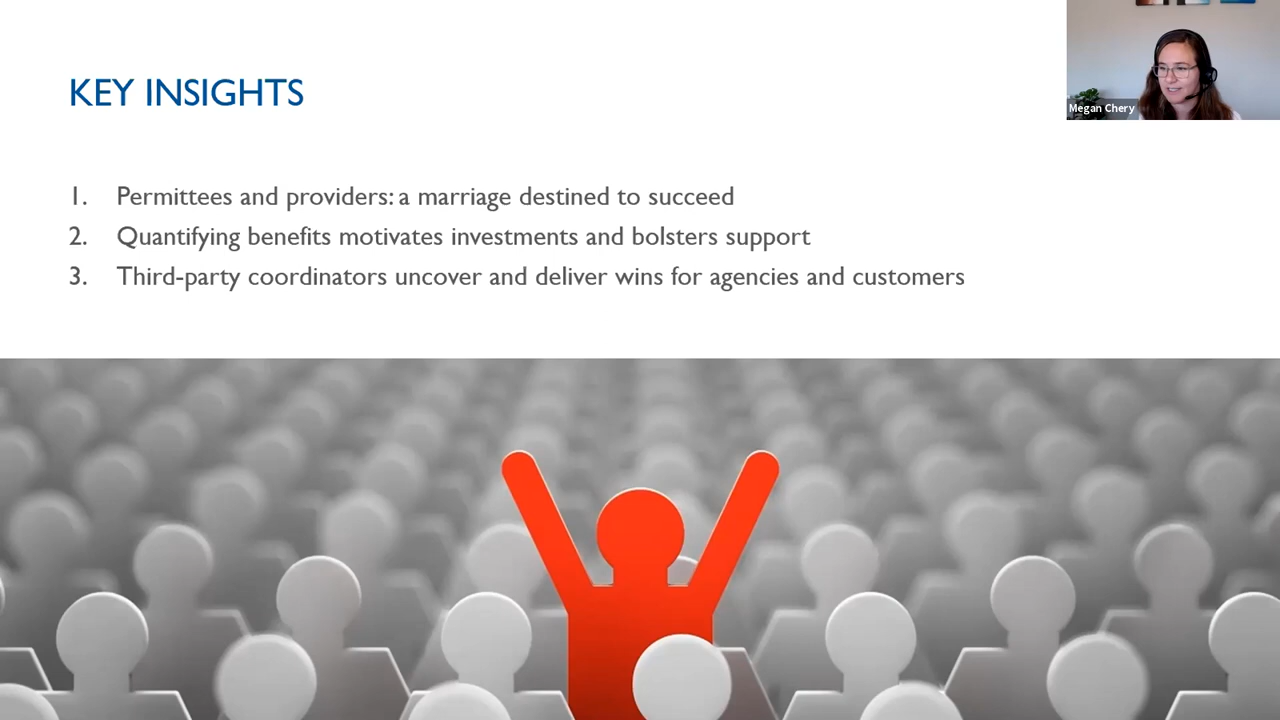 KEY INSIGHTS
Megan Chery
1. Permittees and providers: a marriage destined to succeed
2. Quantifying benefits motivates investments and bolsters support
3. Third-party coordinators uncover and deliver wins for agencies and customers